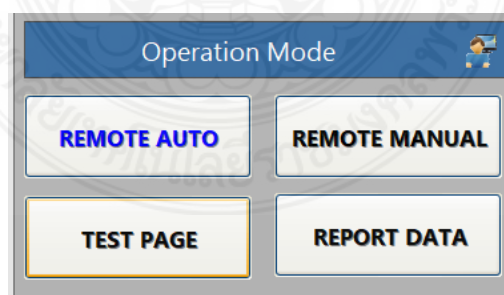 Operation Mode
REMOTE AUTO
REMOTE MANUAL
TEST PAGE
REPORT DATA